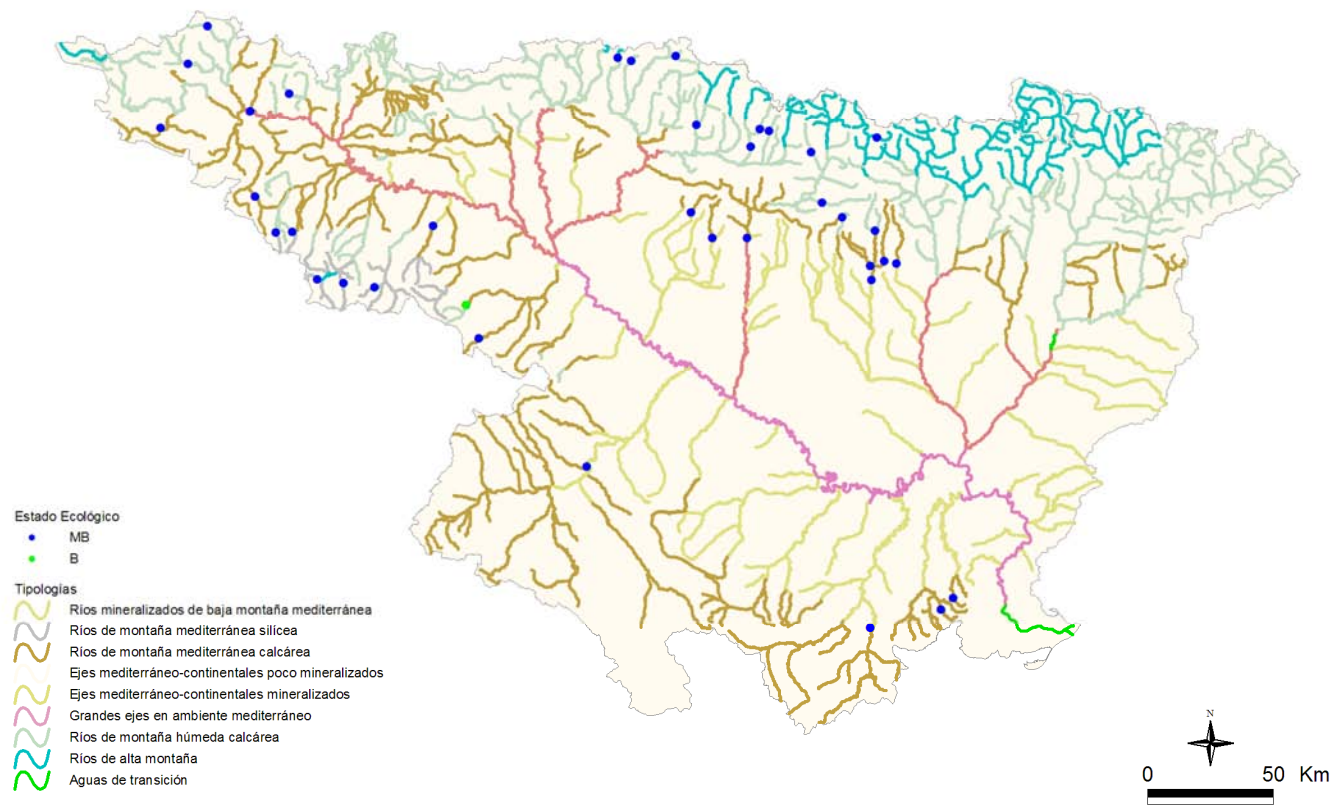 Estado Ecológico
MB
B
Tipologías
Ríos mineralizados de baja montaña mediterránea
Ríos de montaña mediterránea silícea
Ríos de montaña mediterránea calcárea
Ejes mediterráneo-continentales poco mineralizados
Ejes mediterráneo-continentales mineralizados
Grandes ejes en ambiente mediterráneo
Ríos de montaña húmeda calcárea
Ríos de alta montaña
Aguas de transición
N
0 50 Km